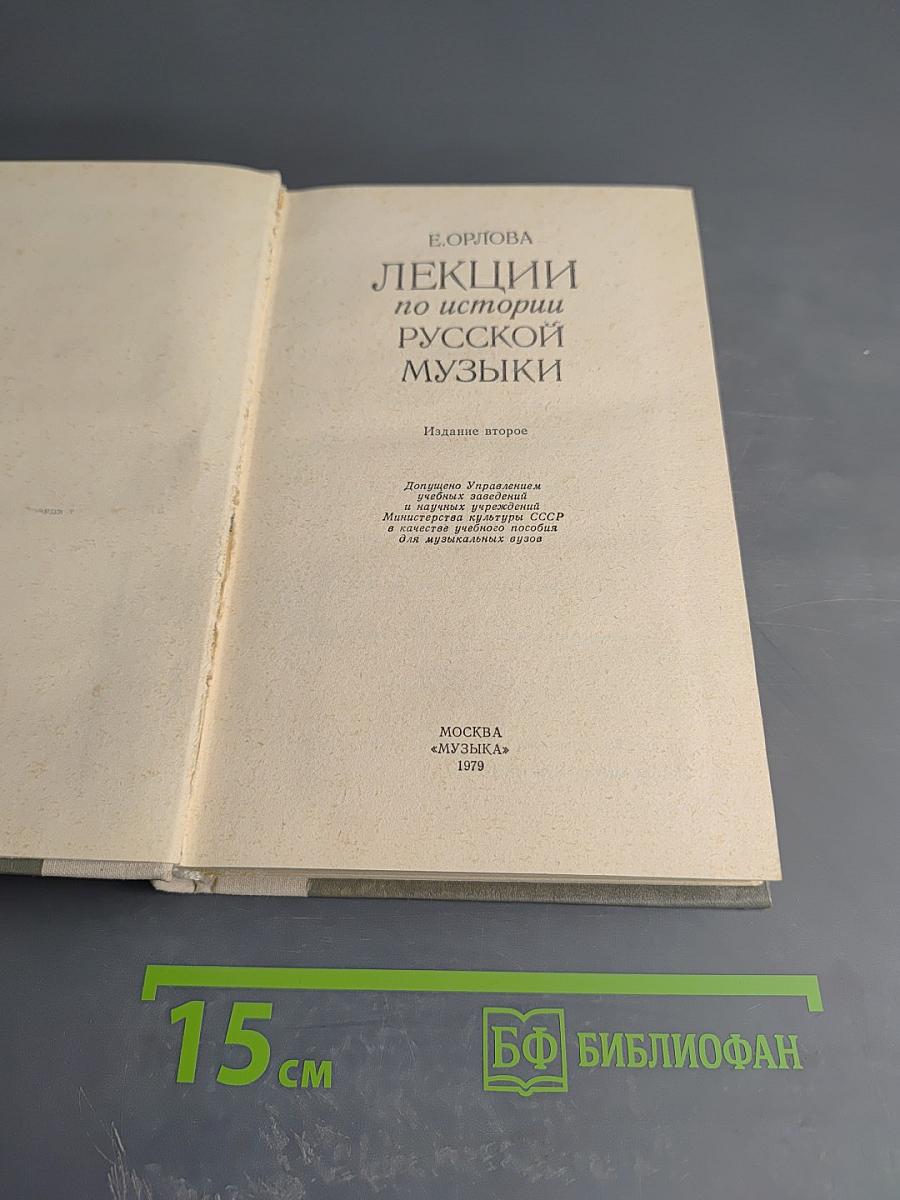 Е.ОРЛОВА
ЛЕКЦИИ
по истории
РУССКОЙ
МУЗЫКИ
Издание второе
Допущено Управлением
учебных заведений
и научных учреждений
Министерства культуры СССР
в качестве учебного пособия
для музыкальных вузов
МОСКВА
«МУЗЫКА»
1979
15 см
БФ БИБЛИОФАН